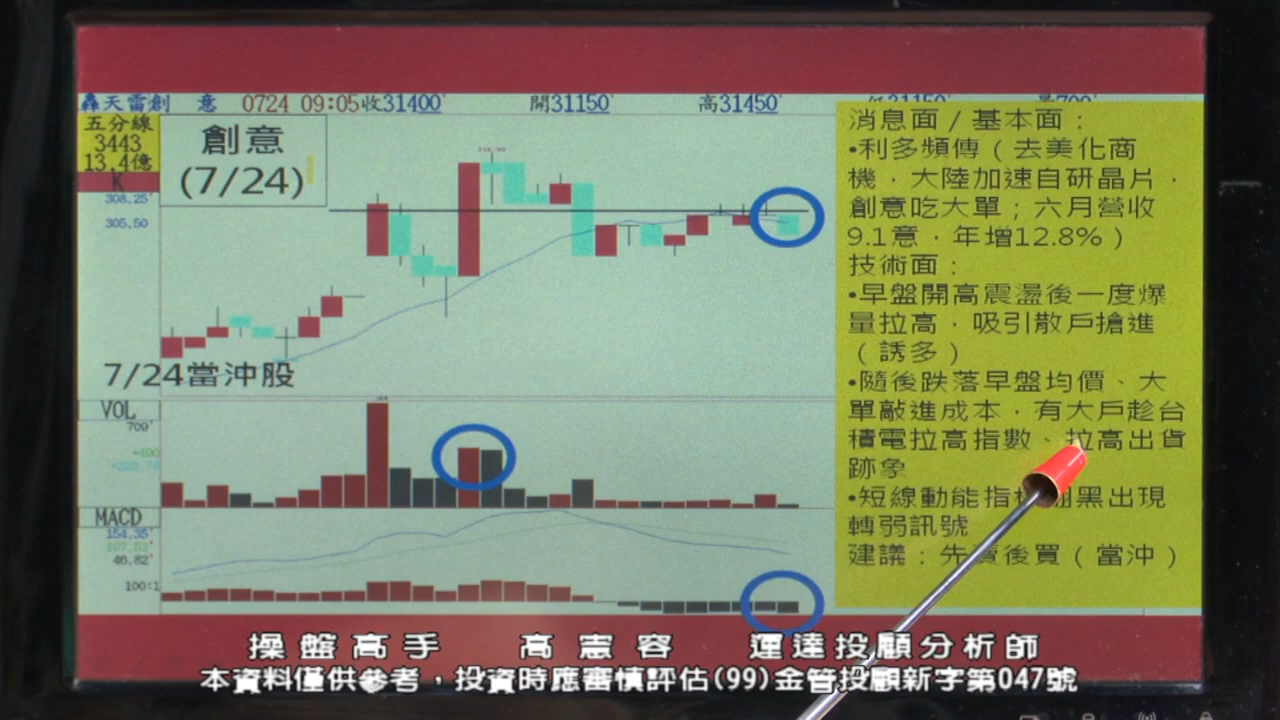 轟天雷創 意 0724 09:05收31400 開31150 高31450
五分線
3443
13.4億
K
創意
(7/24)
308.25
305.50
7/24當沖股
VOL
709
MACD
154.35
46.82
消息面/基本面：
•利多頻傳（去美化商
機，大陸加速自研晶片，
創意吃大單；六月營收
9.1意，年增12.8%）
技術面：
•早盤開高震盪後一度爆
量拉高，吸引散戶搶進
（誘多）
•隨後跌落早盤均價、大
單敲進成本，有大戶趁台
積電拉高指數、拉高出貨
跡象
•短線動能指標翻黑出現
轉弱訊號
建議：先賣後買（當沖）
操盤高手 高憲容 運達投顧分析師
本資料僅供參考，投資時應審慎評估(99)金管投顧新字第047號